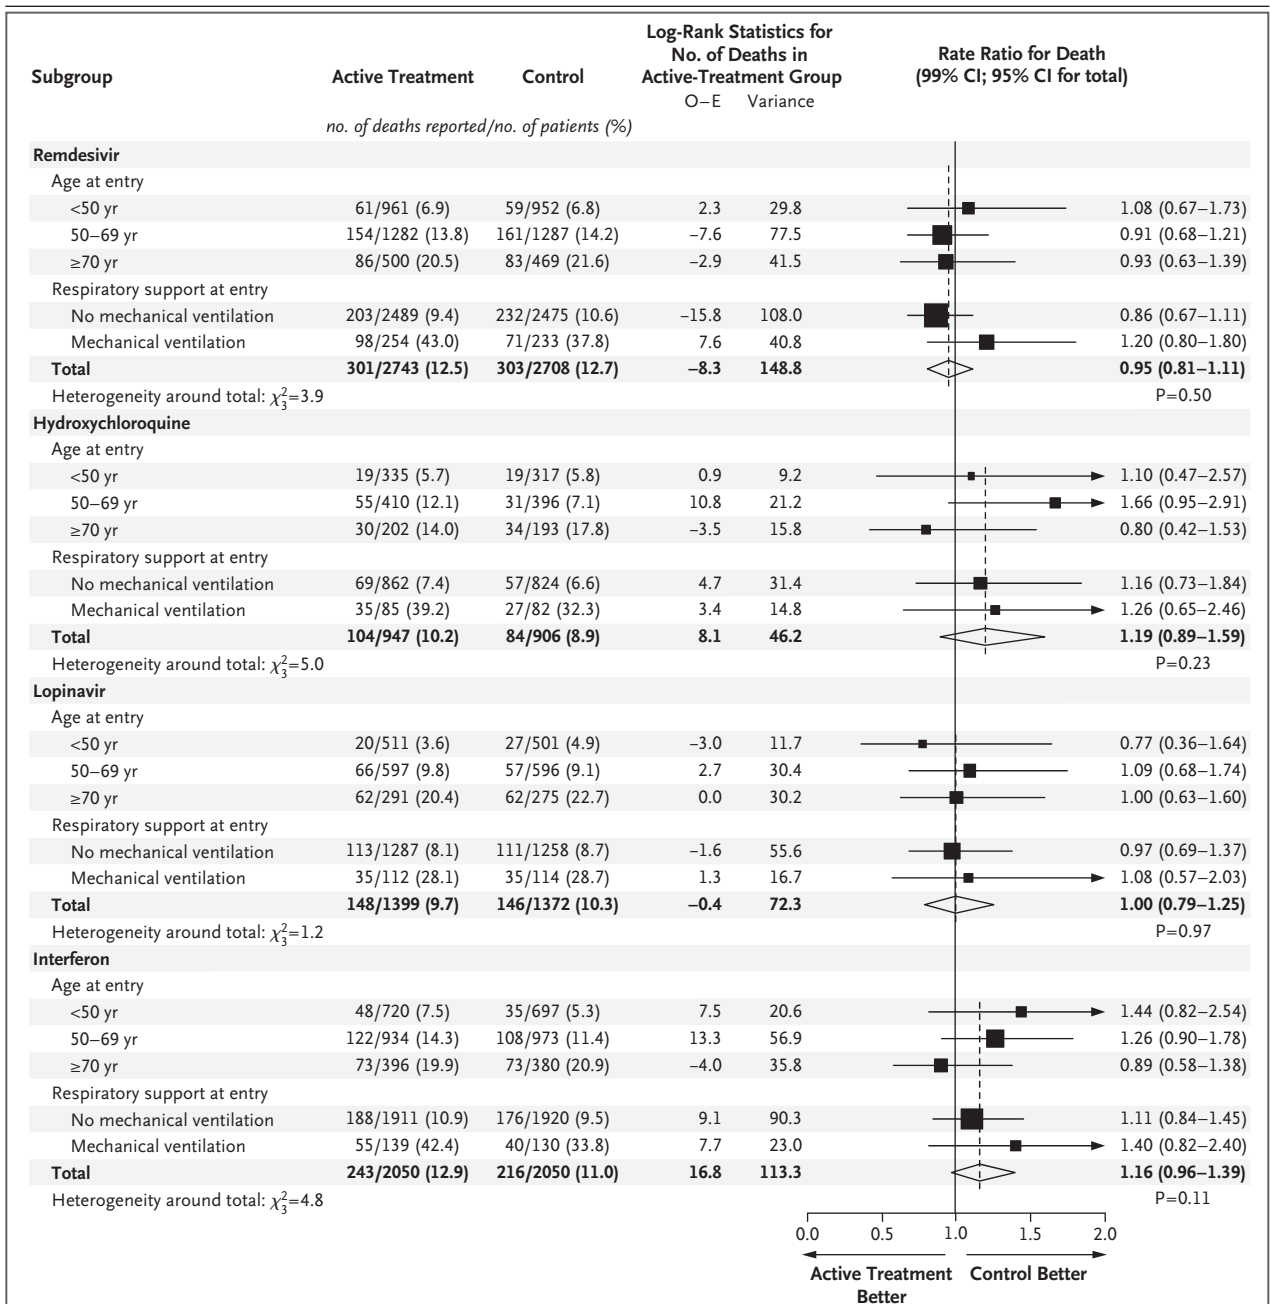 Subgroup Active Treatment Control Log-Rank Statistics for No. of Deaths in Active-Treatment Group Rate Ratio for Death (99% CI; 95% CI for total)
O–E Variance
no. of deaths reported/no. of patients (%)
Remdesivir
Age at entry
<50 yr 61/961 (6.9) 59/952 (6.8) 2.3 29.8 1.08 (0.67–1.73)
50–69 yr 154/1282 (13.8) 161/1287 (14.2) –7.6 77.5 0.91 (0.68–1.21)
≥70 yr 86/500 (20.5) 83/469 (21.6) –2.9 41.5 0.93 (0.63–1.39)
Respiratory support at entry
No mechanical ventilation 203/2489 (9.4) 232/2475 (10.6) –15.8 108.0 0.86 (0.67–1.11)
Mechanical ventilation 98/254 (43.0) 71/233 (37.8) 7.6 40.8 1.20 (0.80–1.80)
Total 301/2743 (12.5) 303/2708 (12.7) –8.3 148.8 0.95 (0.81–1.11)
Heterogeneity around total: χ²₃=3.9 P=0.50
Hydroxychloroquine
Age at entry
<50 yr 19/335 (5.7) 19/317 (5.8) 0.9 9.2 1.10 (0.47–2.57)
50–69 yr 55/410 (12.1) 31/396 (7.1) 10.8 21.2 1.66 (0.95–2.91)
≥70 yr 30/202 (14.0) 34/193 (17.8) –3.5 15.8 0.80 (0.42–1.53)
Respiratory support at entry
No mechanical ventilation 69/862 (7.4) 57/824 (6.6) 4.7 31.4 1.16 (0.73–1.84)
Mechanical ventilation 35/85 (39.2) 27/82 (32.3) 3.4 14.8 1.26 (0.65–2.46)
Total 104/947 (10.2) 84/906 (8.9) 8.1 46.2 1.19 (0.89–1.59)
Heterogeneity around total: χ²₃=5.0 P=0.23
Lopinavir
Age at entry
<50 yr 20/511 (3.6) 27/501 (4.9) –3.0 11.7 0.77 (0.36–1.64)
50–69 yr 66/597 (9.8) 57/596 (9.1) 2.7 30.4 1.09 (0.68–1.74)
≥70 yr 62/291 (20.4) 62/275 (22.7) 0.0 30.2 1.00 (0.63–1.60)
Respiratory support at entry
No mechanical ventilation 113/1287 (8.1) 111/1258 (8.7) –1.6 55.6 0.97 (0.69–1.37)
Mechanical ventilation 35/112 (28.1) 35/114 (28.7) 1.3 16.7 1.08 (0.57–2.03)
Total 148/1399 (9.7) 146/1372 (10.3) –0.4 72.3 1.00 (0.79–1.25)
Heterogeneity around total: χ²₃=1.2 P=0.97
Interferon
Age at entry
<50 yr 48/720 (7.5) 35/697 (5.3) 7.5 20.6 1.44 (0.82–2.54)
50–69 yr 122/934 (14.3) 108/973 (11.4) 13.3 56.9 1.26 (0.90–1.78)
≥70 yr 73/396 (19.9) 73/380 (20.9) –4.0 35.8 0.89 (0.58–1.38)
Respiratory support at entry
No mechanical ventilation 188/1911 (10.9) 176/1920 (9.5) 9.1 90.3 1.11 (0.84–1.45)
Mechanical ventilation 55/139 (42.4) 40/130 (33.8) 7.7 23.0 1.40 (0.82–2.40)
Total 243/2050 (12.9) 216/2050 (11.0) 16.8 113.3 1.16 (0.96–1.39)
Heterogeneity around total: χ²₃=4.8 P=0.11
0.0 0.5 1.0 1.5 2.0
Active Treatment Better Control Better